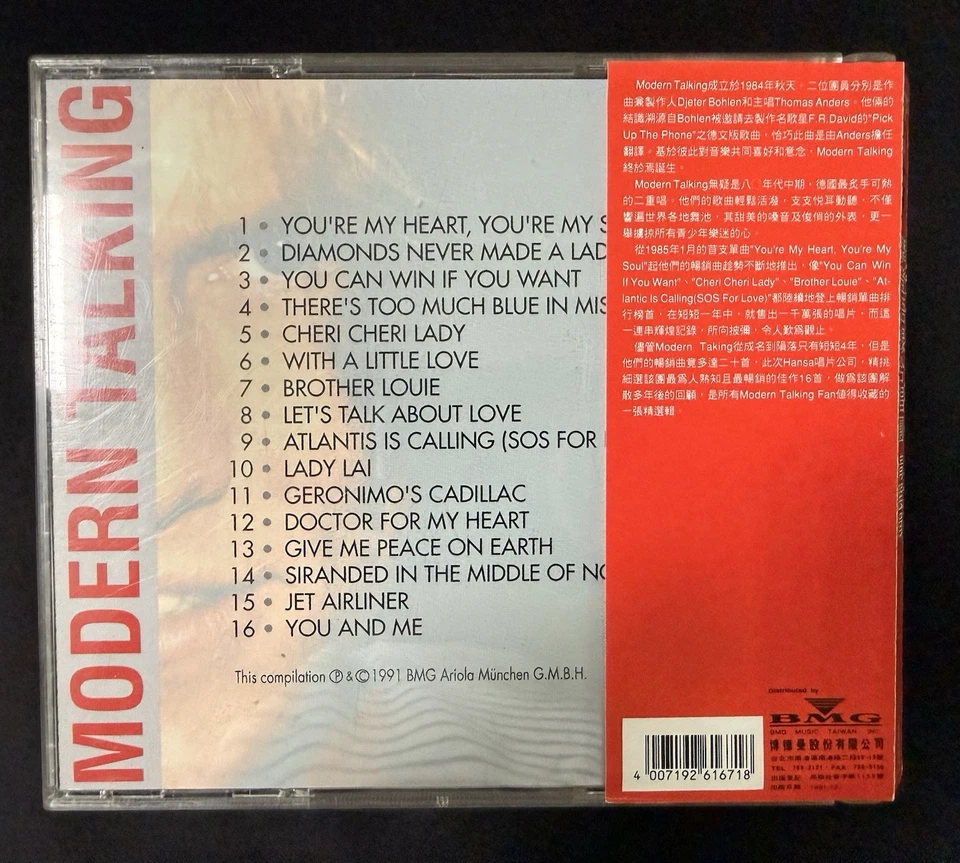 MODERN TALKING
1 • YOU'RE MY HEART, YOU'RE MY S
2 • DIAMONDS NEVER MADE A LAD
3 • YOU CAN WIN IF YOU WANT
4 • THERE'S TOO MUCH BLUE IN MIS
5 • CHERI CHERI LADY
6 • WITH A LITTLE LOVE
7 • BROTHER LOUIE
8 • LET'S TALK ABOUT LOVE
9 • ATLANTIS IS CALLING (SOS FOR
10 • LADY LAI
11 • GERONIMO'S CADILLAC
12 • DOCTOR FOR MY HEART
13 • GIVE ME PEACE ON EARTH
14 • SIRANDED IN THE MIDDLE OF NO
15 • JET AIRLINER
16 • YOU AND ME
This compilation Ⓟ & © 1991 BMG Ariola München G.M.B.H.
Modern Talking成立於1984年秋天。二位團員分別是作
曲兼製作人Djeter Bohlen和主唱Thomas Anders。他倆的
結識溯源自Bohlen被邀請去製作名歌星F.R.David的"Pick
Up The Phone"之德文版歌曲，恰巧此曲是由Anders擔任
翻譯。基於彼此對音樂共同喜好和意念，Modern Talking
終於焉誕生。
Modern Talking無疑是八〇年代中期，德國最炙手可熱
的二重唱。他們的歌曲輕鬆活潑，支支悅耳動聽，不僅
響遍世界各地舞池，其甜美的嗓音及俊俏的外表，更一
舉擄掠所有青少年樂迷的心。
從1985年1月的首支單曲"You're My Heart, You're My
Soul"起他們的暢銷曲趁勢不斷地推出，像"You Can Win
If You Want"、"Cheri Cheri Lady"、"Brother Louie"、"At-
lantic Is Calling(SOS For Love)"都陸續地登上暢銷單曲排
行榜首，在短短一年中，就售出一千萬張的唱片，而這
一連串輝煌記錄，所向披彌，令人歎爲觀止。
儘管Modern Taking從成名到隕落只有短短4年，但是
他們的暢銷曲竟多達二十首，此次Hansa唱片公司，精挑
細選該團最爲人熟知且最暢銷的佳作16首，做爲該團解
散多年後的回顧，是所有Modern Talking Fan値得收藏的
一張精選輯。
Distributed by
BMG
BMG MUSIC TAIWAN INC.
博德曼股份有限公司
4 007192 616718